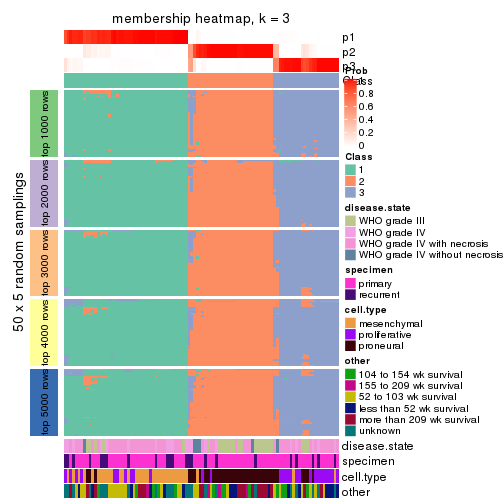 membership heatmap, k = 3
p1
p2
p3
Class
Prob
0.8
0.6
0.4
0.2
0
Class
1
2
3
disease.state
WHO grade III
WHO grade IV
WHO grade IV with necrosis
WHO grade IV without necrosis
specimen
primary
recurrent
cell.type
mesenchymal
proliferative
proneural
other
104 to 154 wk survival
155 to 209 wk survival
52 to 103 wk survival
less than 52 wk survival
more than 209 wk survival
unknown
50 x 5 random samplings
top 1000 rows
top 2000 rows
top 3000 rows
top 4000 rows
top 5000 rows
disease.state
specimen
cell.type
other